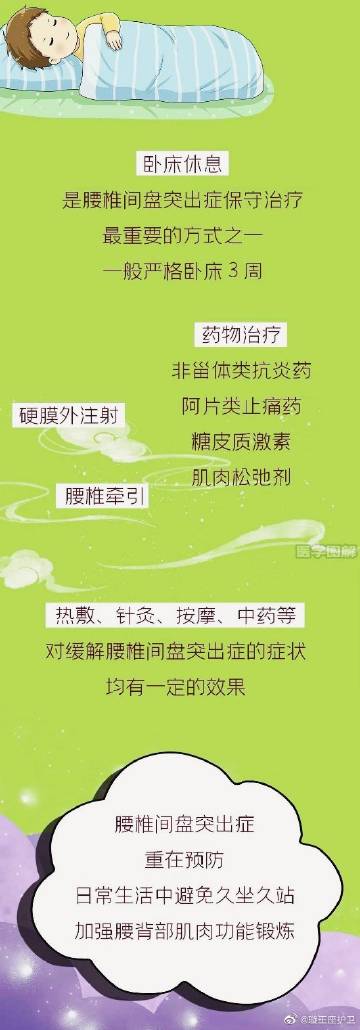 卧床休息
是腰椎间盘突出症保守治疗
最重要的方式之一
一般严格卧床3周
药物治疗
非甾体类抗炎药
阿片类止痛药
糖皮质激素
肌肉松弛剂
硬膜外注射
腰椎牵引
医学图解
热敷、针灸、按摩、中药等
对缓解腰椎间盘突出症的症状
均有一定的效果
腰椎间盘突出症
重在预防
日常生活中避免久坐久站
加强腰背部肌肉功能锻炼